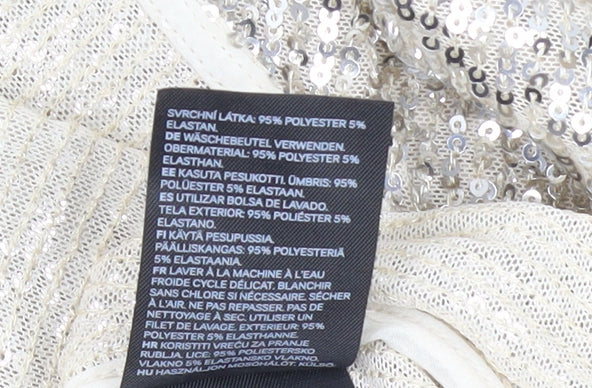 SVRCHNÍ LÁTKA: 95% POLYESTER 5%
ELASTAN.
DE WÄSCHEBEUTEL VERWENDEN.
OBERMATERIAL: 95% POLYESTER 5%
ELASTHAN.
EE KASUTA PESUKOTTI. ÜMBRIS: 95%
POLÜESTER 5% ELASTAAN.
ES UTILIZAR BOLSA DE LAVADO.
TELA EXTERIOR: 95% POLIÉSTER 5%
ELASTANO.
FI KÄYTÄ PESUPUSSIA.
PÄÄLLISKANGAS: 95% POLYESTERIÄ
5% ELASTAANIA.
FR LAVER À LA MACHINE À L'EAU
FROIDE CYCLE DÉLICAT. BLANCHIR
SANS CHLORE SI NÉCESSAIRE. SÉCHER
À L'AIR. NE PAS REPASSER. PAS DE
NETTOYAGE À SEC. UTILISER UN
FILET DE LAVAGE. EXTERIEUR: 95%
POLYESTER 5% ELASTHANNE.
HR KORISTITI VREĆU ZA PRANJE
RUBLJA. LICE: 95% POLIESTERSKO
VLAKNO 5% ELASTANSKO VLAKNO.
HU HASZNÁLJON MOSÓHÁLÓT. KÜLSŐ